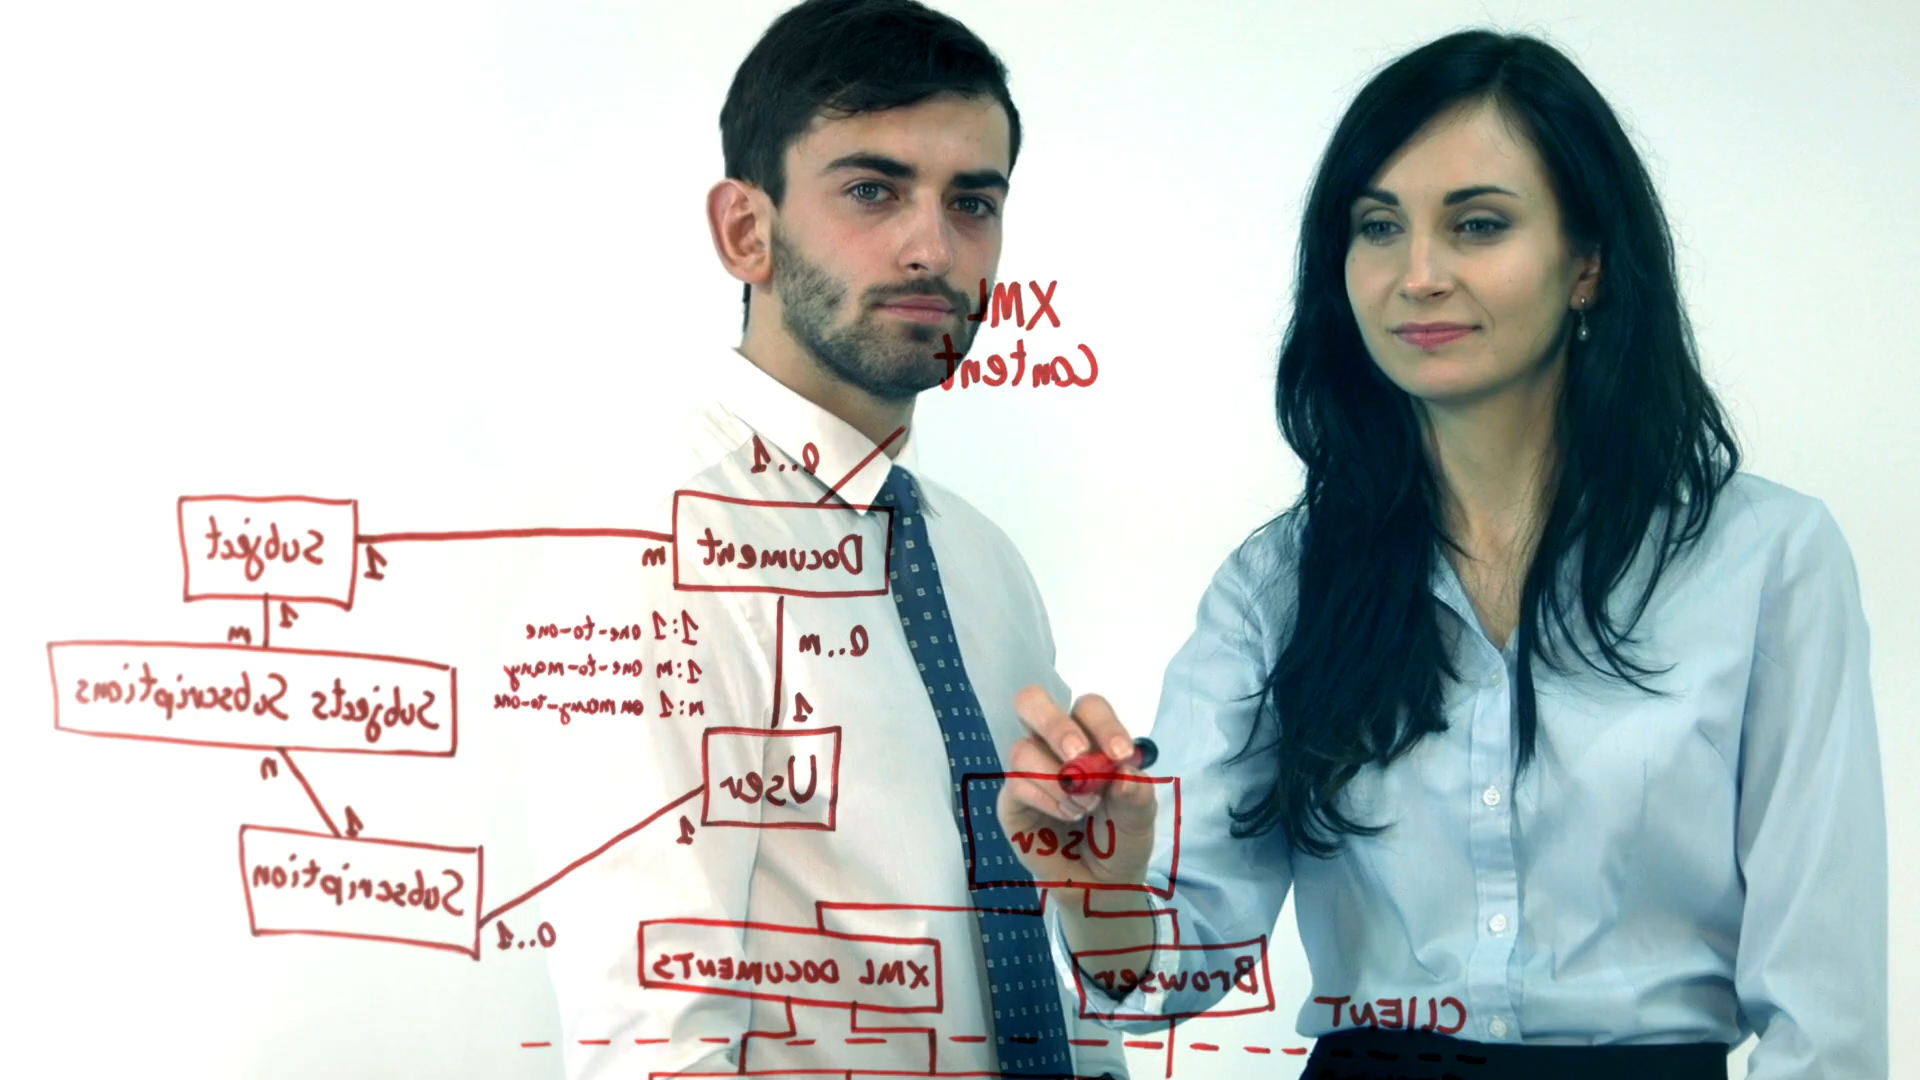 XML
Content
0..1
Document
m
1
Subject
1
m
Subjects Subscriptions
n
1
Subscription
0..1
1:1 one-to-one
1:m one-to-many
n:1 onmany-to-one
0..m
1
User
1
User
XML DOCUMENTS
Browser
CLIENT